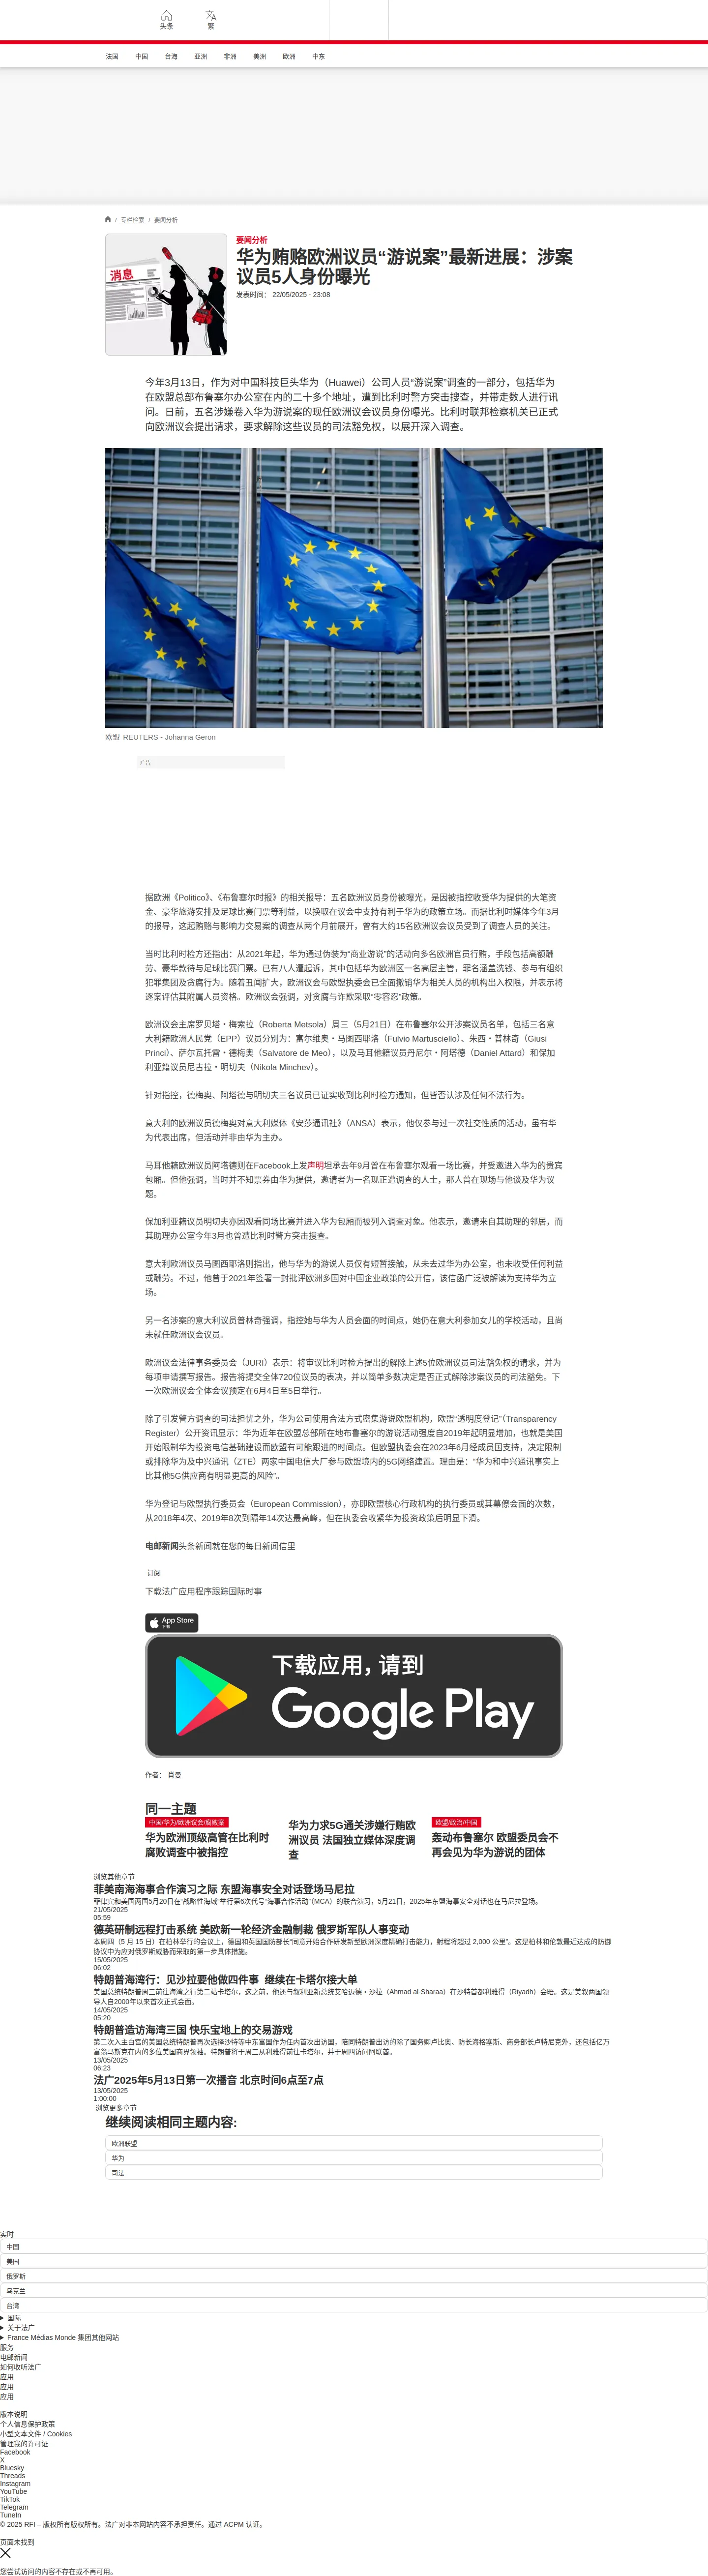 头条
繁
法国 中国 台海 亚洲 非洲 美洲 欧洲 中东
/ 专栏检索 / 要闻分析
消息
要闻分析
华为贿赂欧洲议员“游说案”最新进展：涉案
议员5人身份曝光
发表时间： 22/05/2025 - 23:08
今年3月13日，作为对中国科技巨头华为（Huawei）公司人员“游说案”调查的一部分，包括华为
在欧盟总部布鲁塞尔办公室在内的二十多个地址，遭到比利时警方突击搜查，并带走数人进行讯
问。日前，五名涉嫌卷入华为游说案的现任欧洲议会议员身份曝光。比利时联邦检察机关已正式
向欧洲议会提出请求，要求解除这些议员的司法豁免权，以展开深入调查。
欧盟 REUTERS - Johanna Geron
广告
据欧洲《Politico》、《布鲁塞尔时报》的相关报导：五名欧洲议员身份被曝光，是因被指控收受华为提供的大笔资
金、豪华旅游安排及足球比赛门票等利益，以换取在议会中支持有利于华为的政策立场。而据比利时媒体今年3月
的报导，这起贿赂与影响力交易案的调查从两个月前展开，曾有大约15名欧洲议会议员受到了调查人员的关注。
当时比利时检方还指出：从2021年起，华为通过伪装为“商业游说”的活动向多名欧洲官员行贿，手段包括高额酬
劳、豪华款待与足球比赛门票。已有八人遭起诉，其中包括华为欧洲区一名高层主管，罪名涵盖洗钱、参与有组织
犯罪集团及贪腐行为。随着丑闻扩大，欧洲议会与欧盟执委会已全面撤销华为相关人员的机构出入权限，并表示将
逐案评估其附属人员资格。欧洲议会强调，对贪腐与诈欺采取“零容忍”政策。
欧洲议会主席罗贝塔・梅索拉（Roberta Metsola）周三（5月21日）在布鲁塞尔公开涉案议员名单，包括三名意
大利籍欧洲人民党（EPP）议员分别为：富尔维奥・马图西耶洛（Fulvio Martusciello）、朱西・普林奇（Giusi
Princi）、萨尔瓦托雷・德梅奥（Salvatore de Meo），以及马耳他籍议员丹尼尔・阿塔德（Daniel Attard）和保加
利亚籍议员尼古拉・明切夫（Nikola Minchev）。
针对指控，德梅奥、阿塔德与明切夫三名议员已证实收到比利时检方通知，但皆否认涉及任何不法行为。
意大利的欧洲议员德梅奥对意大利媒体《安莎通讯社》（ANSA）表示，他仅参与过一次社交性质的活动，虽有华
为代表出席，但活动并非由华为主办。
马耳他籍欧洲议员阿塔德则在Facebook上发声明坦承去年9月曾在布鲁塞尔观看一场比赛，并受邀进入华为的贵宾
包厢。但他强调，当时并不知票券由华为提供，邀请者为一名现正遭调查的人士，那人曾在现场与他谈及华为议
题。
保加利亚籍议员明切夫亦因观看同场比赛并进入华为包厢而被列入调查对象。他表示，邀请来自其助理的邻居，而
其助理办公室今年3月也曾遭比利时警方突击搜查。
意大利欧洲议员马图西耶洛则指出，他与华为的游说人员仅有短暂接触，从未去过华为办公室，也未收受任何利益
或酬劳。不过，他曾于2021年签署一封批评欧洲多国对中国企业政策的公开信，该信函广泛被解读为支持华为立
场。
另一名涉案的意大利议员普林奇强调，指控她与华为人员会面的时间点，她仍在意大利参加女儿的学校活动，且尚
未就任欧洲议会议员。
欧洲议会法律事务委员会（JURI）表示：将审议比利时检方提出的解除上述5位欧洲议员司法豁免权的请求，并为
每项申请撰写报告。报告将提交全体720位议员的表决，并以简单多数决定是否正式解除涉案议员的司法豁免。下
一次欧洲议会全体会议预定在6月4日至5日举行。
除了引发警方调查的司法担忧之外，华为公司使用合法方式密集游说欧盟机构，欧盟“透明度登记”（Transparency
Register）公开资讯显示：华为近年在欧盟总部所在地布鲁塞尔的游说活动强度自2019年起明显增加，也就是美国
开始限制华为投资电信基础建设而欧盟有可能跟进的时间点。但欧盟执委会在2023年6月经成员国支持，决定限制
或排除华为及中兴通讯（ZTE）两家中国电信大厂参与欧盟境内的5G网络建置。理由是：“华为和中兴通讯事实上
比其他5G供应商有明显更高的风险”。
华为登记与欧盟执行委员会（European Commission），亦即欧盟核心行政机构的执行委员或其幕僚会面的次数，
从2018年4次、2019年8次到隔年14次达最高峰，但在执委会收紧华为投资政策后明显下滑。
电邮新闻头条新闻就在您的每日新闻信里
订阅
下载法广应用程序跟踪国际时事
App Store
下载
下载应用，请到
Google Play
作者： 肖曼
同一主题
中国/华为/欧洲议会/腐败案
华为欧洲顶级高管在比利时
腐败调查中被指控
华为力求5G通关涉嫌行贿欧
洲议员 法国独立媒体深度调
查
欧盟/政治/中国
轰动布鲁塞尔 欧盟委员会不
再会见为华为游说的团体
浏览其他章节
菲美南海海事合作演习之际 东盟海事安全对话登场马尼拉
菲律宾和美国两国5月20日在“战略性海域”举行第6次代号“海事合作活动”（MCA）的联合演习，5月21日，2025年东盟海事安全对话也在马尼拉登场。
21/05/2025
05:59
德英研制远程打击系统 美欧新一轮经济金融制裁 俄罗斯军队人事变动
本周四（5 月 15 日）在柏林举行的会议上，德国和英国国防部长“同意开始合作研发新型欧洲深度精确打击能力，射程将超过 2,000 公里”。这是柏林和伦敦最近达成的防御
协议中为应对俄罗斯威胁而采取的第一步具体措施。
15/05/2025
06:02
特朗普海湾行：见沙拉要他做四件事 继续在卡塔尔接大单
美国总统特朗普周三前往海湾之行第二站卡塔尔，这之前，他还与叙利亚新总统艾哈迈德・沙拉（Ahmad al-Sharaa）在沙特首都利雅得（Riyadh）会晤。这是美叙两国领
导人自2000年以来首次正式会面。
14/05/2025
05:20
特朗普造访海湾三国 快乐宝地上的交易游戏
第二次入主白宫的美国总统特朗普再次选择沙特等中东富国作为任内首次出访国，陪同特朗普出访的除了国务卿卢比奥、防长海格塞斯、商务部长卢特尼克外，还包括亿万
富翁马斯克在内的多位美国商界领袖。特朗普将于周三从利雅得前往卡塔尔，并于周四访问阿联酋。
13/05/2025
06:23
法广2025年5月13日第一次播音 北京时间6点至7点
13/05/2025
1:00:00
浏览更多章节
继续阅读相同主题内容:
欧洲联盟
华为
司法
实时
中国
美国
俄罗斯
乌克兰
台湾
国际
关于法广
France Médias Monde 集团其他网站
服务
电邮新闻
如何收听法广
应用
应用
应用
版本说明
个人信息保护政策
小型文本文件 / Cookies
管理我的许可证
Facebook
X
Bluesky
Threads
Instagram
YouTube
TikTok
Telegram
TuneIn
© 2025 RFI – 版权所有版权所有。法广对非本网站内容不承担责任。通过 ACPM 认证。
页面未找到
您尝试访问的内容不存在或不再可用。